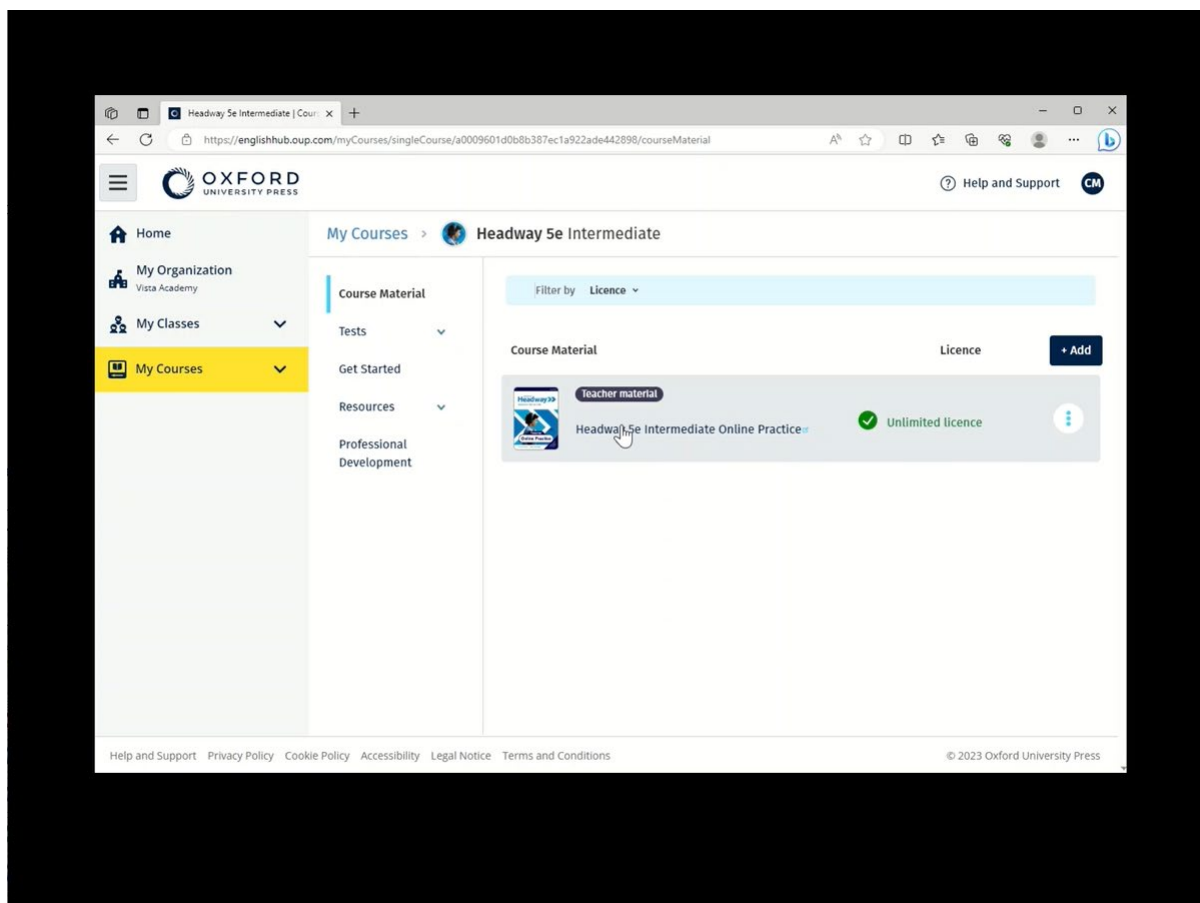 Headway 5e Intermediate | Cour
https://englishhub.oup.com/myCourses/singleCourse/a0009601d0b8b387ec1a922ade442898/courseMaterial
OXFORD
UNIVERSITY PRESS
Help and Support
CM
Home
My Organization
Vista Academy
My Classes
My Courses
My Courses > Headway 5e Intermediate
Course Material
Tests
Get Started
Resources
Professional
Development
Filter by Licence
Course Material Licence + Add
Headway
Online Practice
Teacher material
Headway 5e Intermediate Online Practice
Unlimited licence
Help and Support Privacy Policy Cookie Policy Accessibility Legal Notice Terms and Conditions © 2023 Oxford University Press